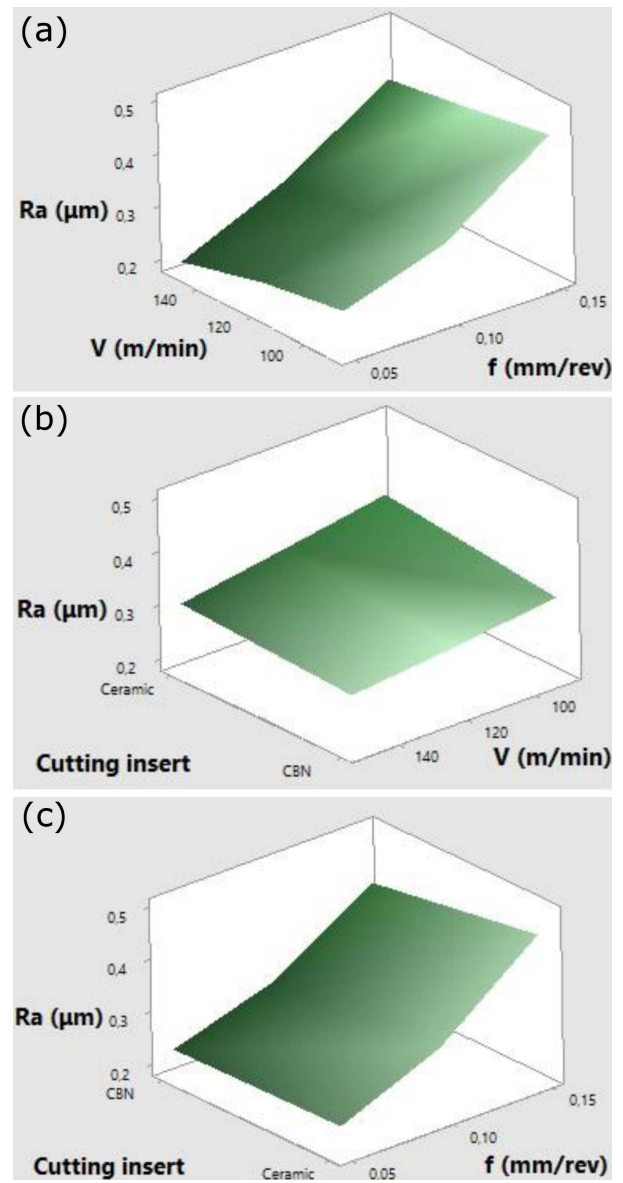 (a)
0,5
0,4
Ra (µm) 0,3
0,2
140
120
100
V (m/min)
0,05
0,10
0,15
f (mm/rev)
(b)
0,5
0,4
Ra (µm) 0,3
0,2
Ceramic
CBN
Cutting insert
140
120
100
V (m/min)
(c)
0,5
0,4
Ra (µm) 0,3
0,2
CBN
Ceramic
Cutting insert
0,05
0,10
0,15
f (mm/rev)